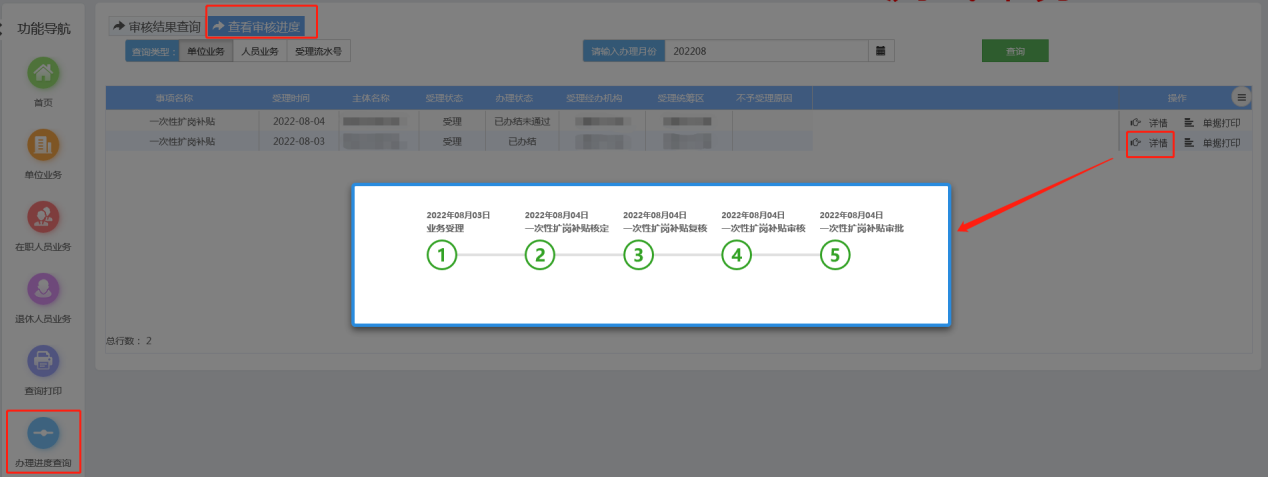 功能导航
首页
单位业务
在职人员业务
退休人员业务
查询打印
办理进度查询
审核结果查询 查看审核进度
查询类型： 单位业务 人员业务 受理流水号 请输入办理月份 202208 查询
事项名称 受理时间 主体名称 受理状态 办理状态 受理经办机构 受理统筹区 不予受理原因 操作
一次性扩岗补贴 2022-08-04 受理 已办结未通过 详情 单据打印
一次性扩岗补贴 2022-08-03 受理 已办结 详情 单据打印
2022年08月03日 2022年08月04日 2022年08月04日 2022年08月04日 2022年08月04日
业务受理 一次性扩岗补贴核定 一次性扩岗补贴复核 一次性扩岗补贴审核 一次性扩岗补贴审批
1 2 3 4 5
总行数： 2